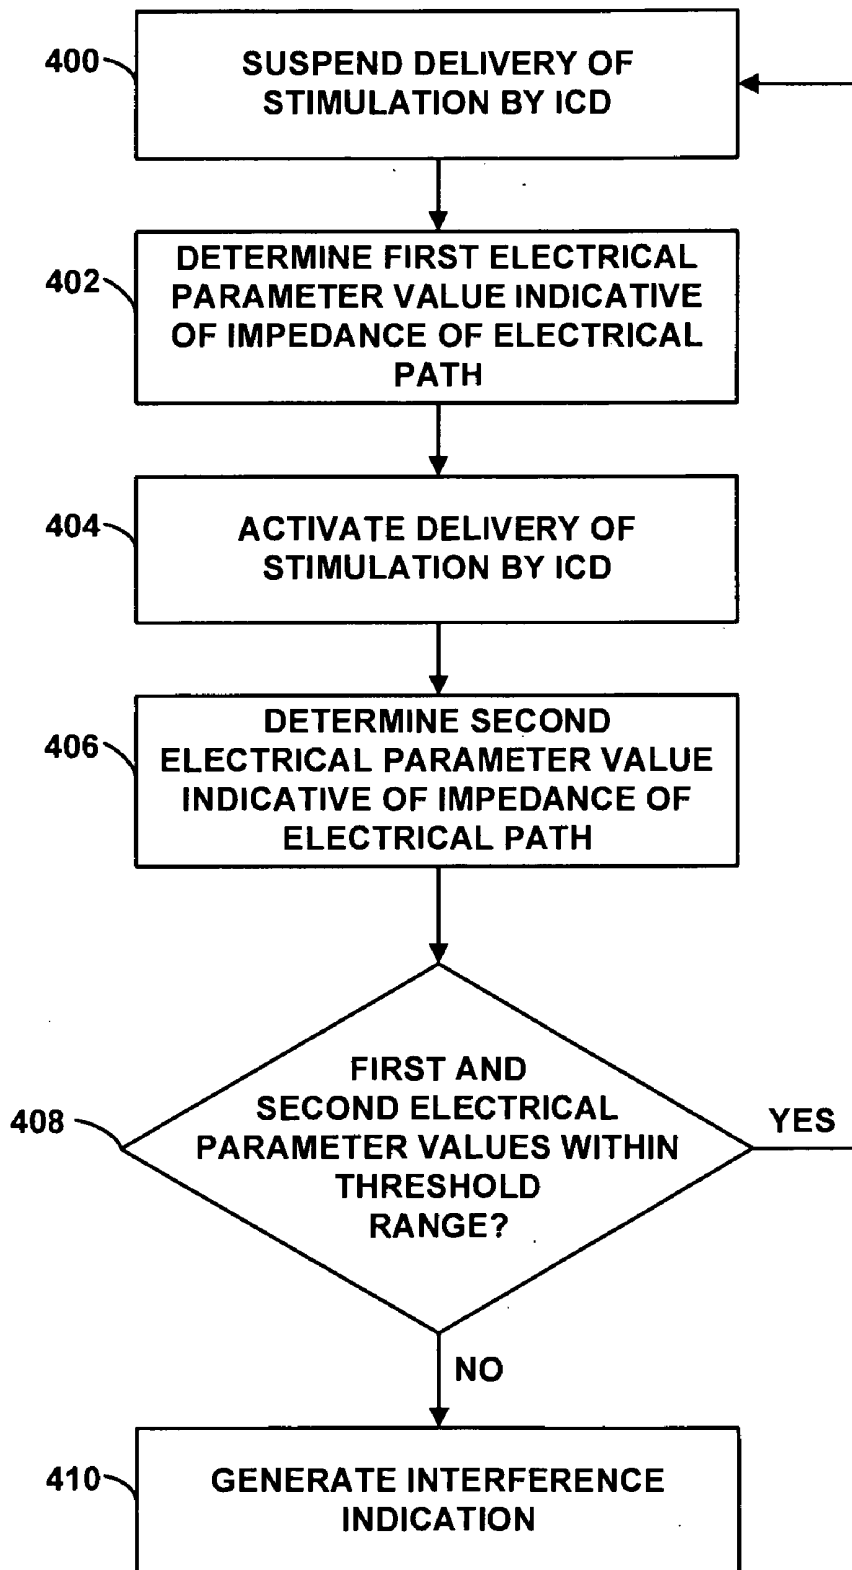 400
SUSPEND DELIVERY OF
STIMULATION BY ICD
402
DETERMINE FIRST ELECTRICAL
PARAMETER VALUE INDICATIVE
OF IMPEDANCE OF ELECTRICAL
PATH
404
ACTIVATE DELIVERY OF
STIMULATION BY ICD
406
DETERMINE SECOND
ELECTRICAL PARAMETER VALUE
INDICATIVE OF IMPEDANCE OF
ELECTRICAL PATH
408
FIRST AND
SECOND ELECTRICAL
PARAMETER VALUES WITHIN
THRESHOLD
RANGE?
YES
NO
410
GENERATE INTERFERENCE
INDICATION